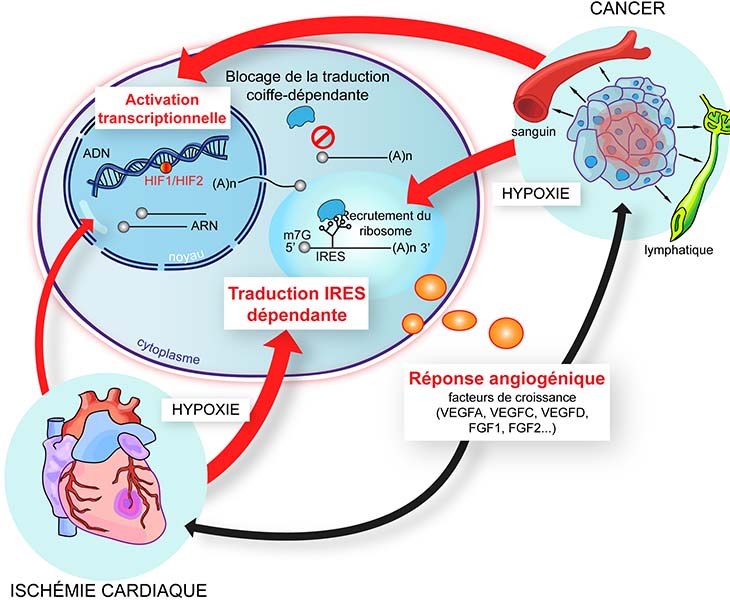 CANCER
Blocage de la traduction
coiffe-dépendante
Activation
transcriptionnelle
ADN
HIF1/HIF2
(A)n
(A)n
ARN
noyau
sanguin
HYPOXIE
lymphatique
Recrutement du
ribosome
m7G
5'
(A)n 3'
IRES
Traduction IRES
dépendante
cytoplasme
Réponse angiogénique
facteurs de croissance
(VEGFA, VEGFC, VEGFD,
FGF1, FGF2...)
HYPOXIE
ISCHÉMIE CARDIAQUE